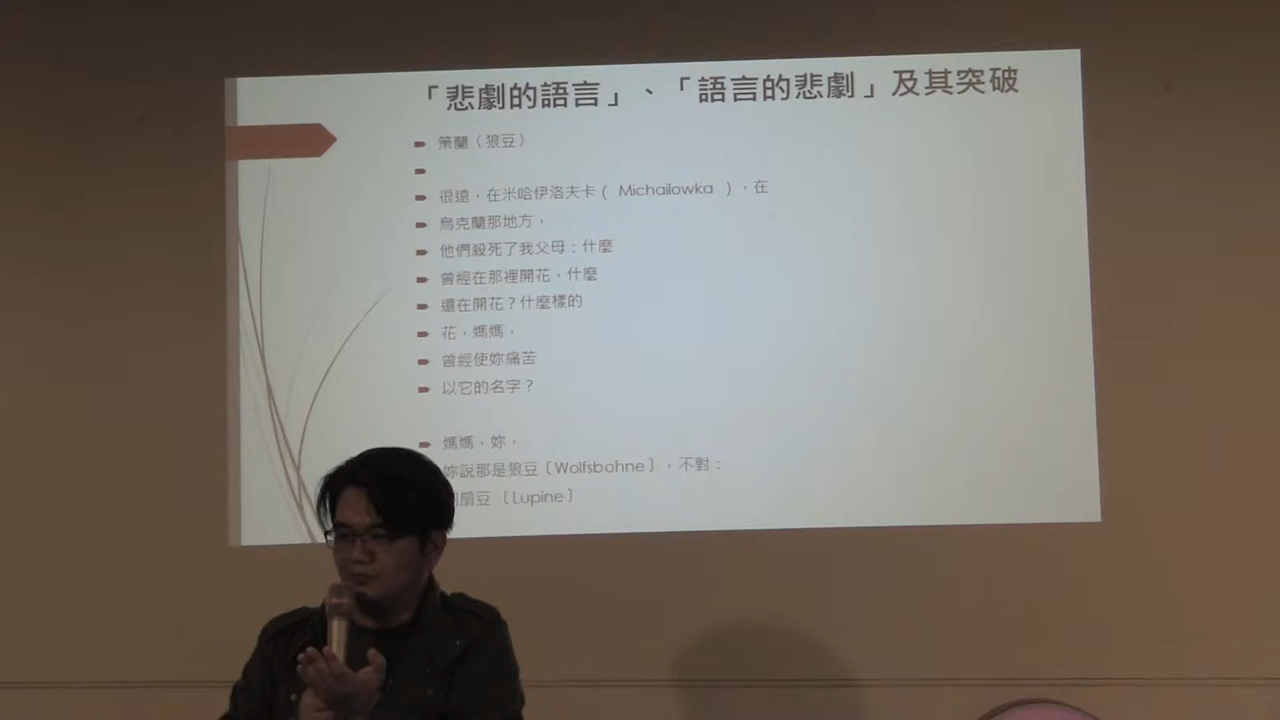 「悲劇的語言」、「語言的悲劇」及其突破
策蘭（狼豆）
很遠，在米哈伊洛夫卡( Michailowka )，在
烏克蘭那地方，
他們殺死了我父母：什麼
曾經在那裡開花，什麼
還在開花？什麼樣的
花，媽媽，
曾經使妳痛苦
以它的名字？
媽媽，妳，
妳說那是狼豆〔Wolfsbohne〕，不對：
扇豆〔Lupine〕